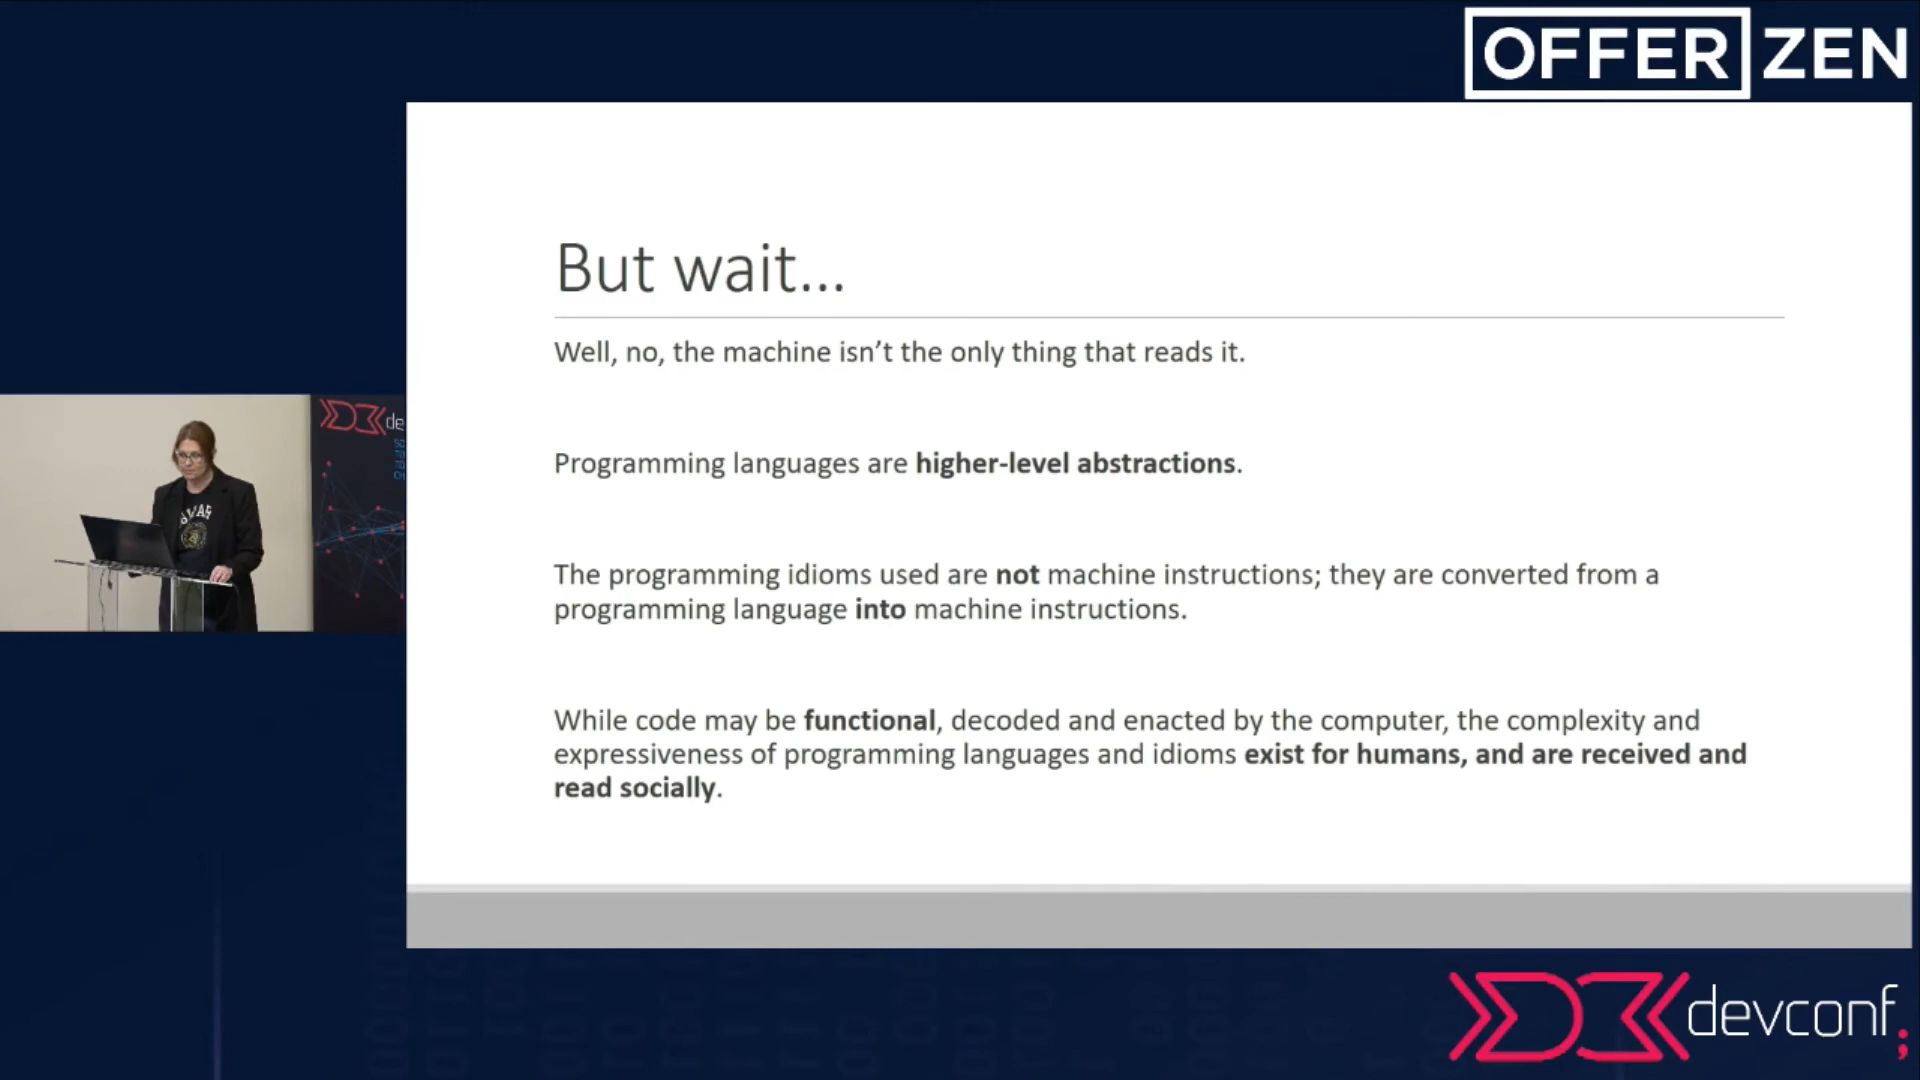 OFFERZEN
But wait...
Well, no, the machine isn’t the only thing that reads it.
Programming languages are higher-level abstractions.
The programming idioms used are not machine instructions; they are converted from a
programming language into machine instructions.
While code may be functional, decoded and enacted by the computer, the complexity and
expressiveness of programming languages and idioms exist for humans, and are received and
read socially.
de
devconf;